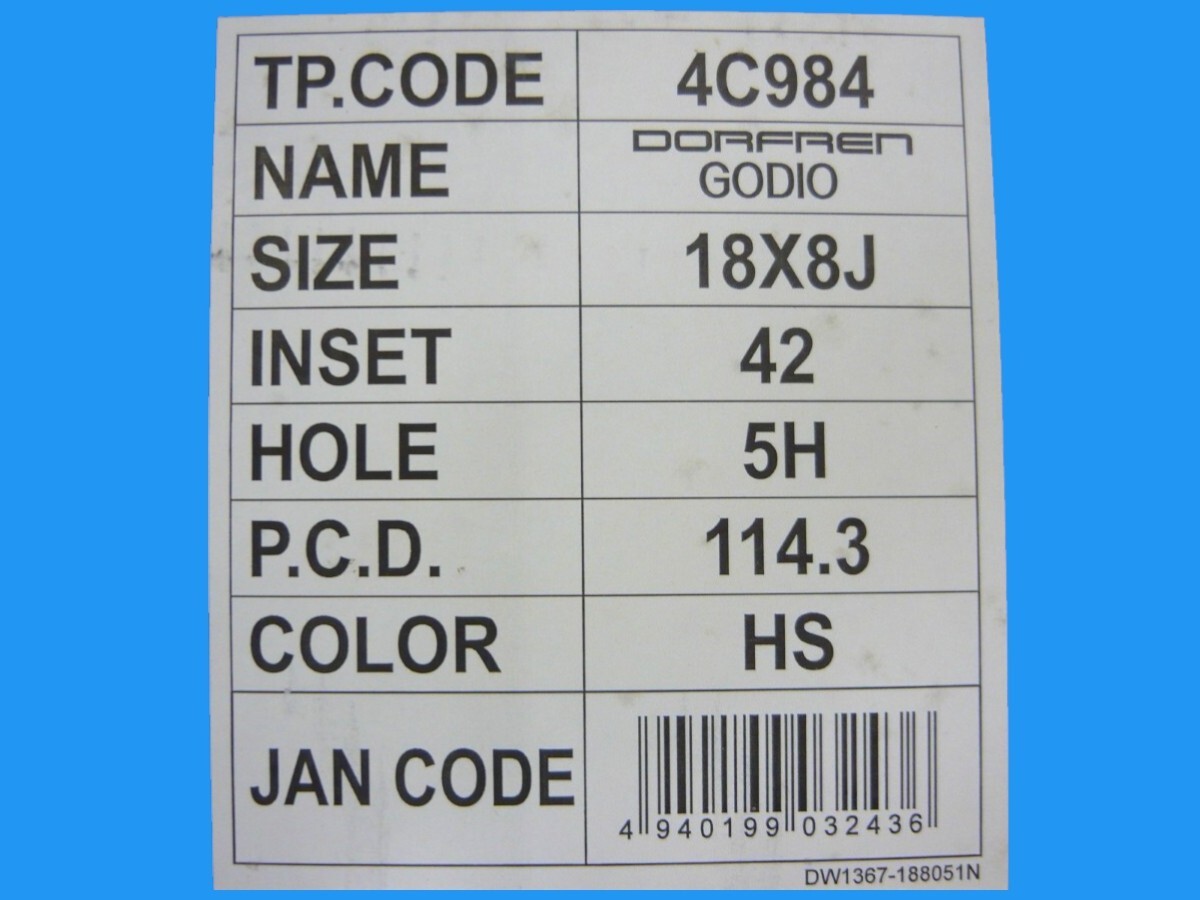 TP.CODE 4C984
NAME DORFREN
GODIO
SIZE 18X8J
INSET 42
HOLE 5H
P.C.D. 114.3
COLOR HS
JAN CODE 4 940199 032436
DW1367-188051N